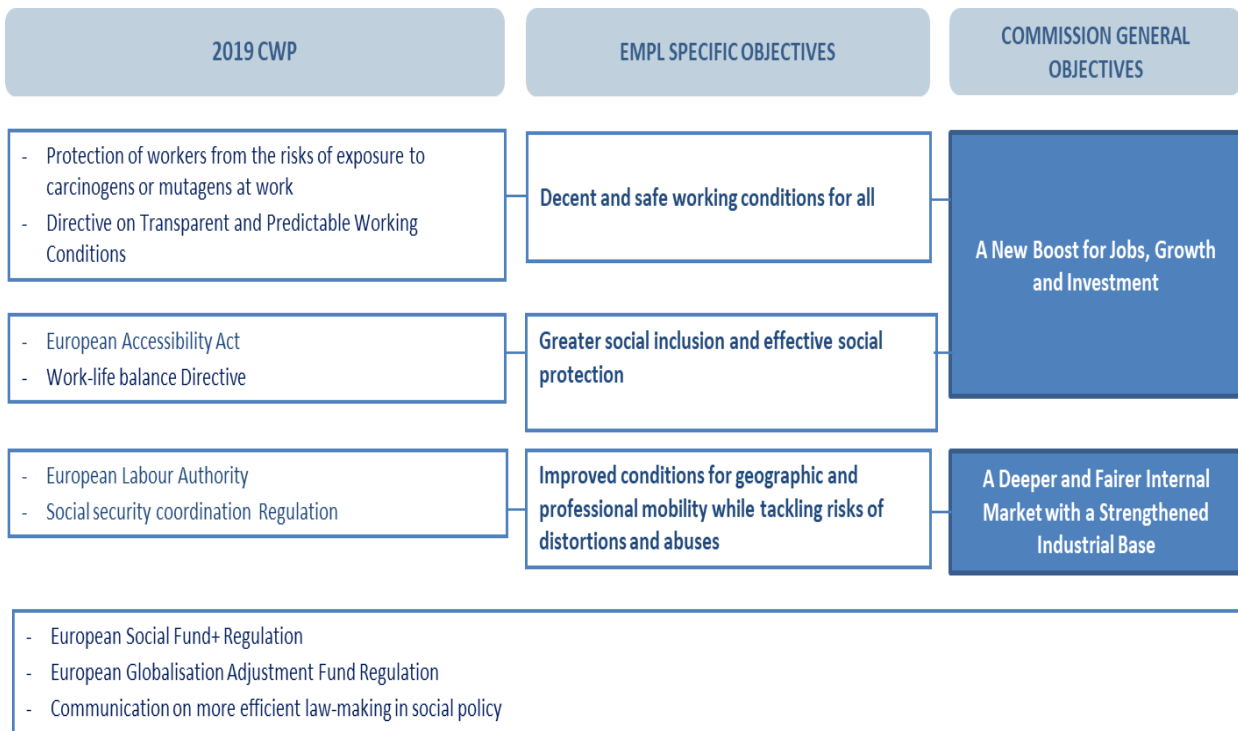 2019 CWP
EMPL SPECIFIC OBJECTIVES
COMMISSION GENERAL
OBJECTIVES
- Protection of workers from the risks of exposure to
carcinogens or mutagens at work
- Directive on Transparent and Predictable Working
Conditions
Decent and safe working conditions for all
A New Boost for Jobs, Growth
and Investment
- European Accessibility Act
- Work-life balance Directive
Greater social inclusion and effective social
protection
- European Labour Authority
- Social security coordination Regulation
Improved conditions for geographic and
professional mobility while tackling risks of
distortions and abuses
A Deeper and Fairer Internal
Market with a Strengthened
Industrial Base
- European Social Fund+ Regulation
- European Globalisation Adjustment Fund Regulation
- Communication on more efficient law-making in social policy